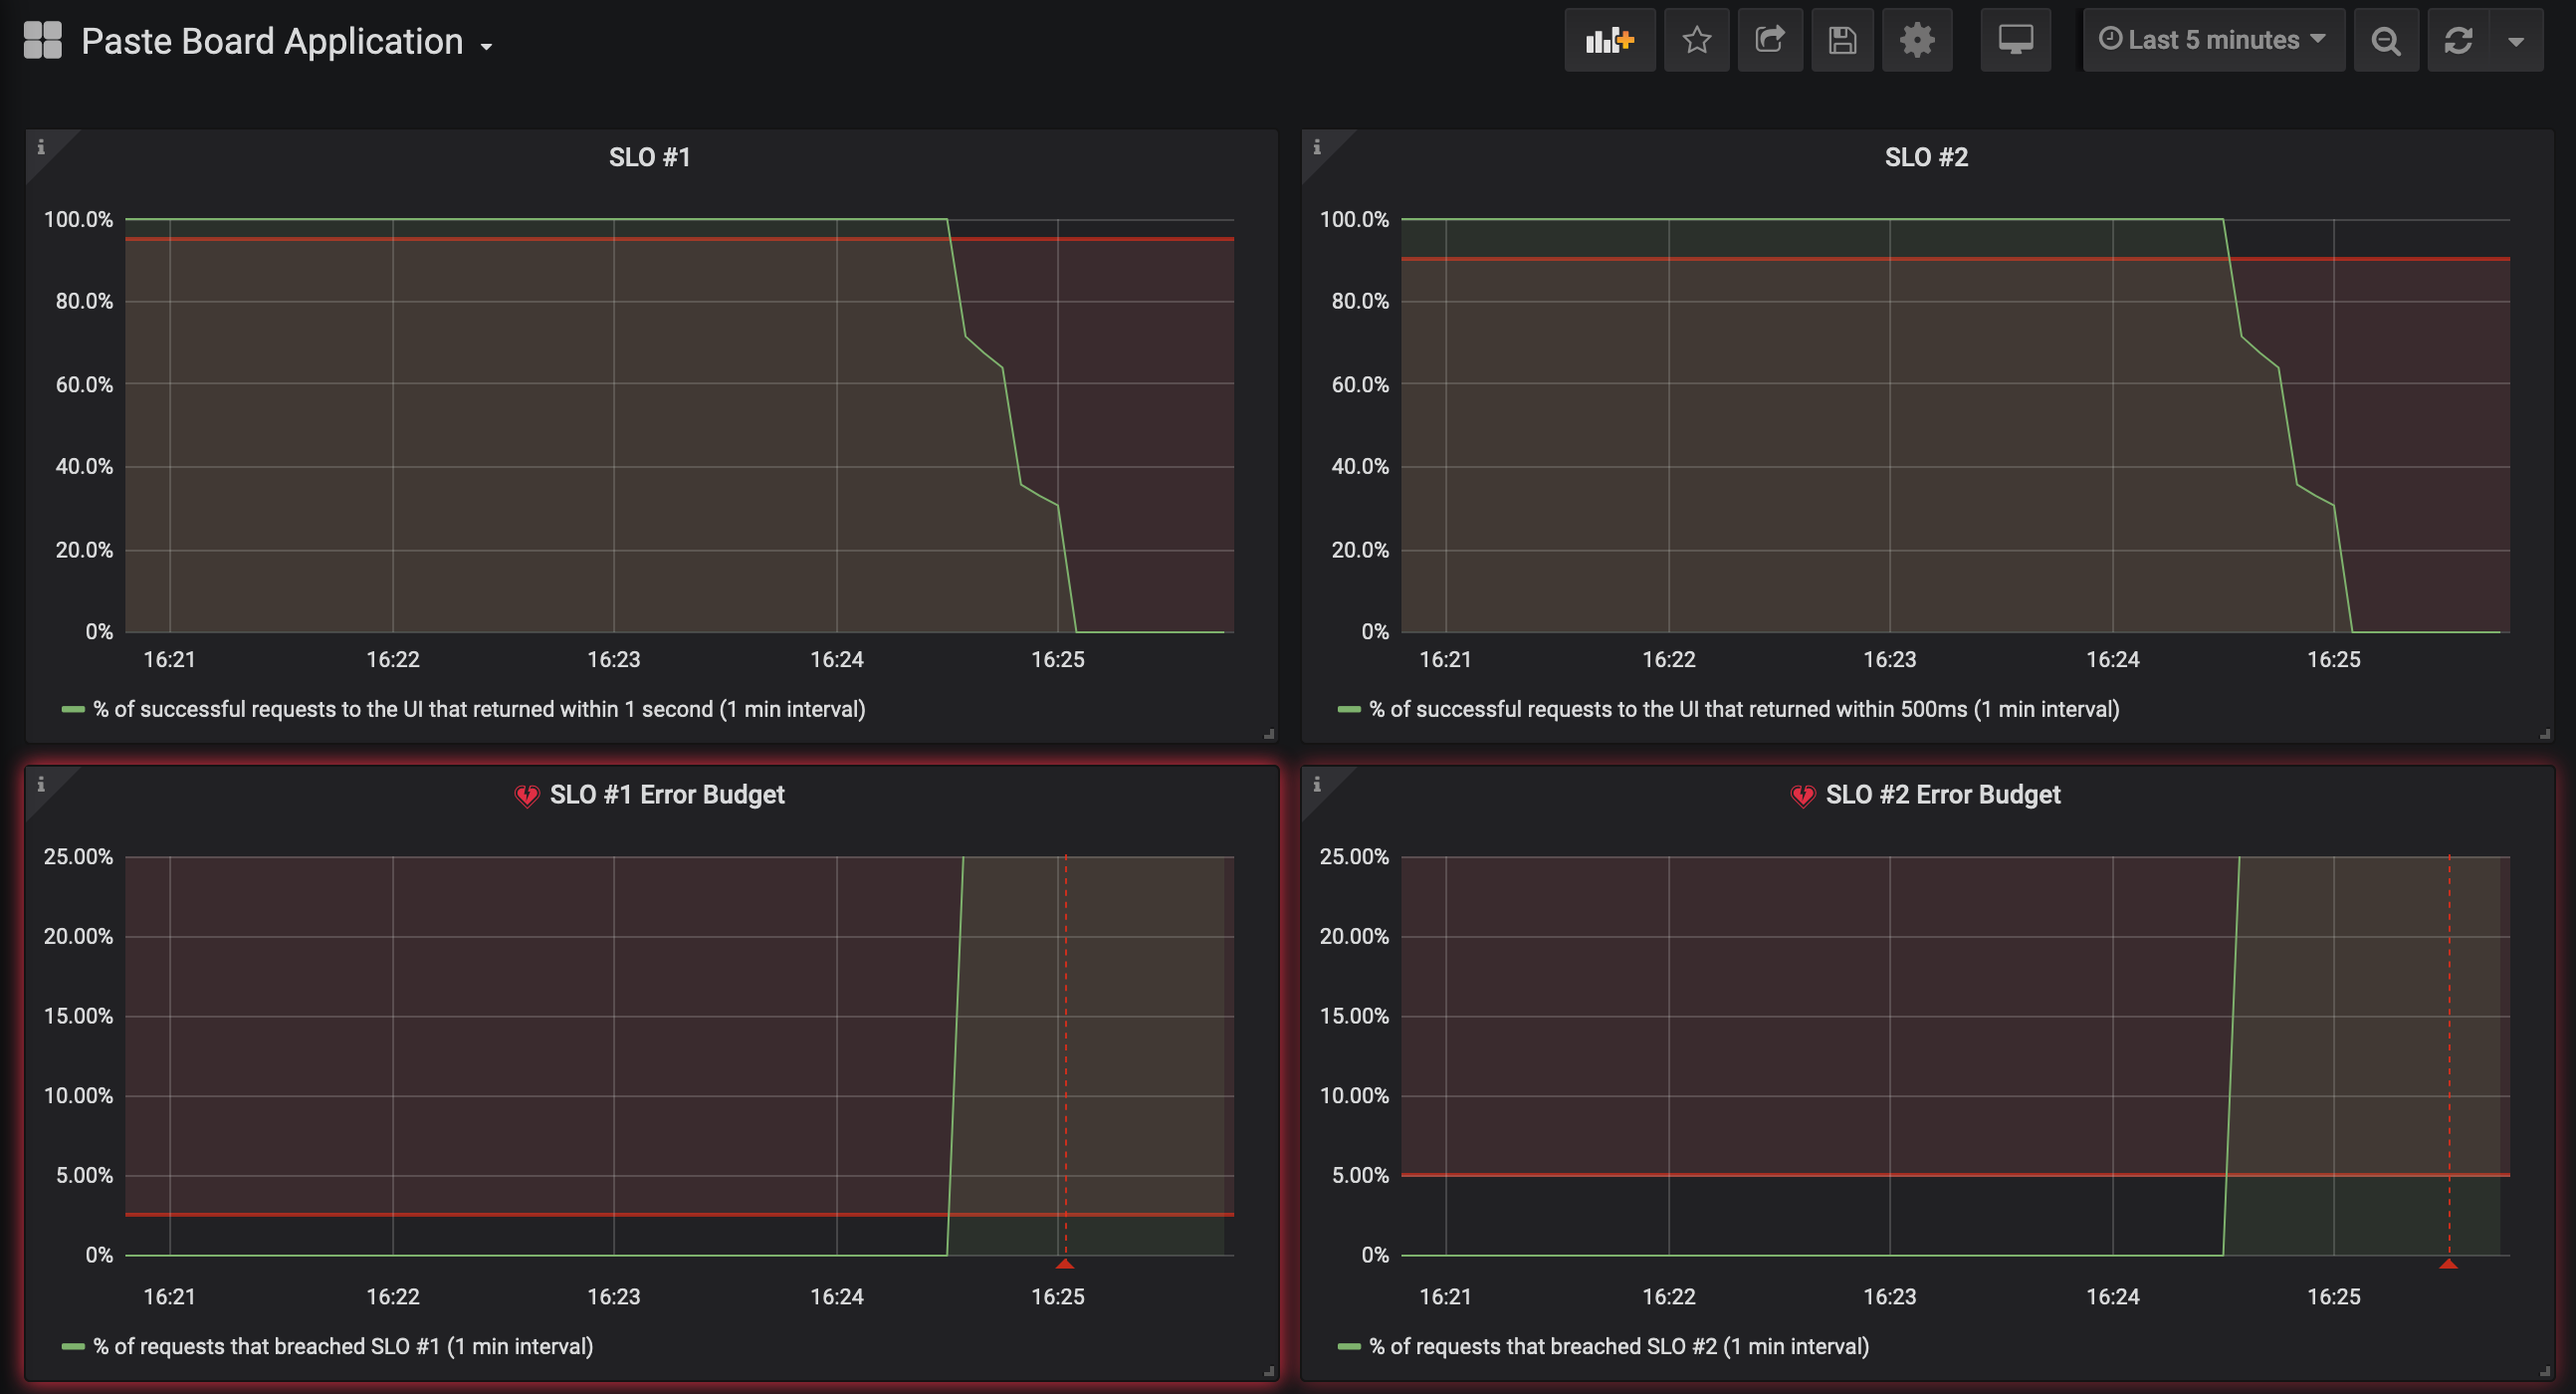 Paste Board Application
Last 5 minutes
SLO #1
100.0%
80.0%
60.0%
40.0%
20.0%
0%
16:21 16:22 16:23 16:24 16:25
% of successful requests to the UI that returned within 1 second (1 min interval)
SLO #2
100.0%
80.0%
60.0%
40.0%
20.0%
0%
16:21 16:22 16:23 16:24 16:25
% of successful requests to the UI that returned within 500ms (1 min interval)
SLO #1 Error Budget
25.00%
20.00%
15.00%
10.00%
5.00%
0%
16:21 16:22 16:23 16:24 16:25
% of requests that breached SLO #1 (1 min interval)
SLO #2 Error Budget
25.00%
20.00%
15.00%
10.00%
5.00%
0%
16:21 16:22 16:23 16:24 16:25
% of requests that breached SLO #2 (1 min interval)